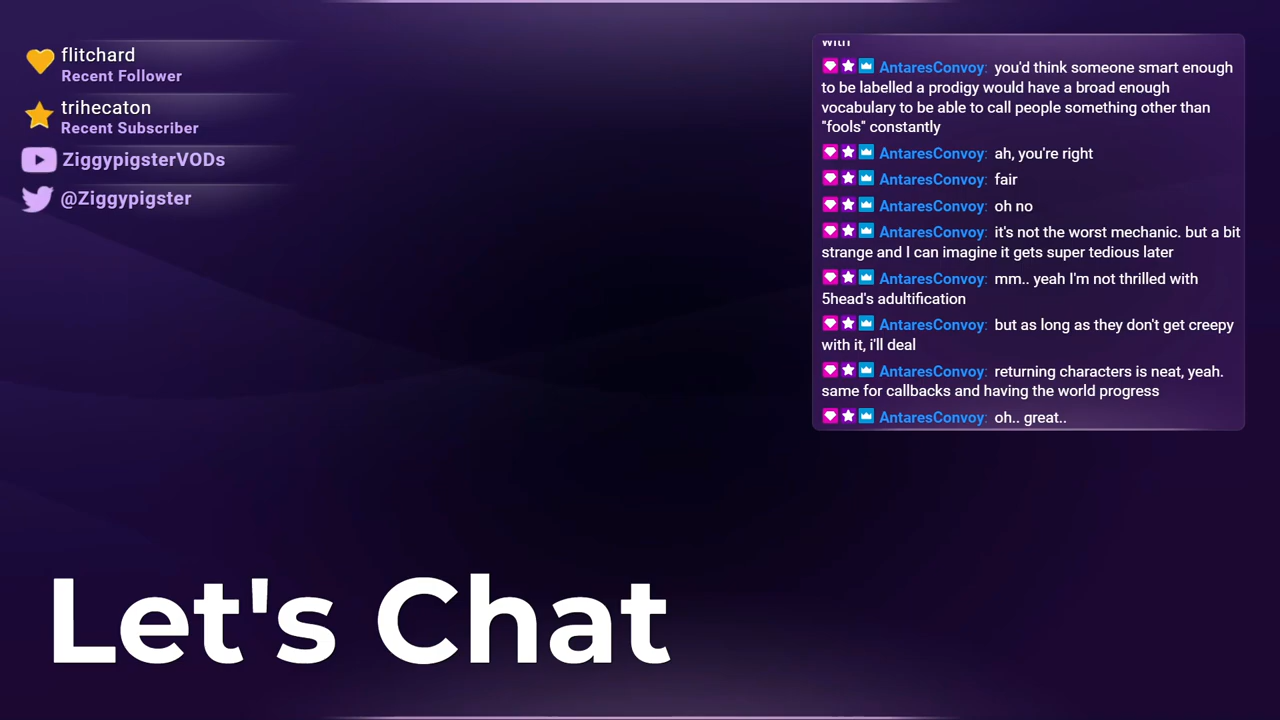 flitchard
Recent Follower
trihecaton
Recent Subscriber
ZiggypigsterVODs
@Ziggypigster
with
AntaresConvoy: you'd think someone smart enough
to be labelled a prodigy would have a broad enough
vocabulary to be able to call people something other than
"fools" constantly
AntaresConvoy: ah, you're right
AntaresConvoy: fair
AntaresConvoy: oh no
AntaresConvoy: it's not the worst mechanic. but a bit
strange and I can imagine it gets super tedious later
AntaresConvoy: mm.. yeah I'm not thrilled with
5head's adultification
AntaresConvoy: but as long as they don't get creepy
with it, i'll deal
AntaresConvoy: returning characters is neat, yeah.
same for callbacks and having the world progress
AntaresConvoy: oh.. great..
Let's Chat